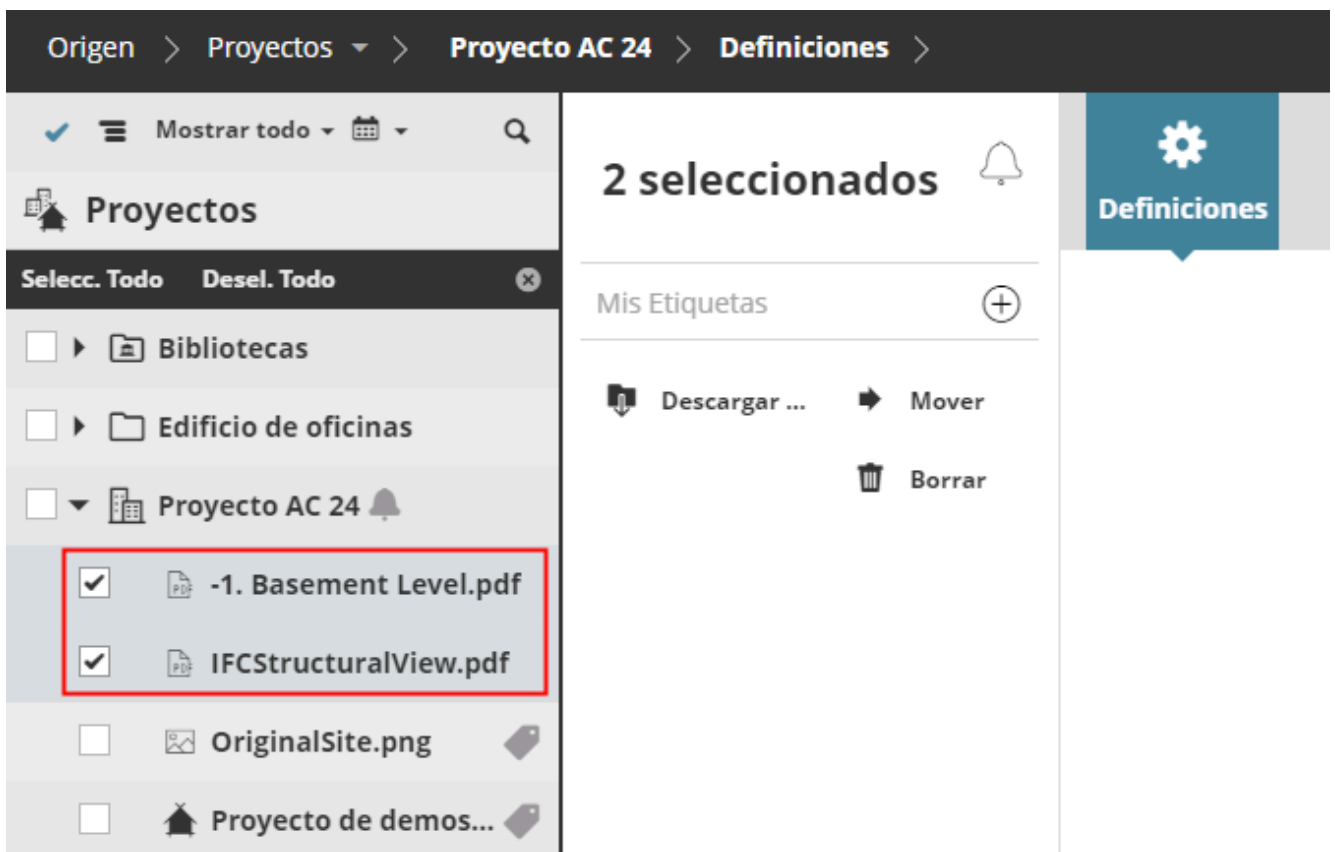 Origen > Proyectos > Proyecto AC 24 > Definiciones >
Mostrar todo
Proyectos
Selecc. Todo Desel. Todo
Bibliotecas
Edificio de oficinas
Proyecto AC 24
-1. Basement Level.pdf
IFCStructuralView.pdf
OriginalSite.png
Proyecto de demos...
2 seleccionados
Mis Etiquetas
Descargar ... Mover
Borrar
Definiciones